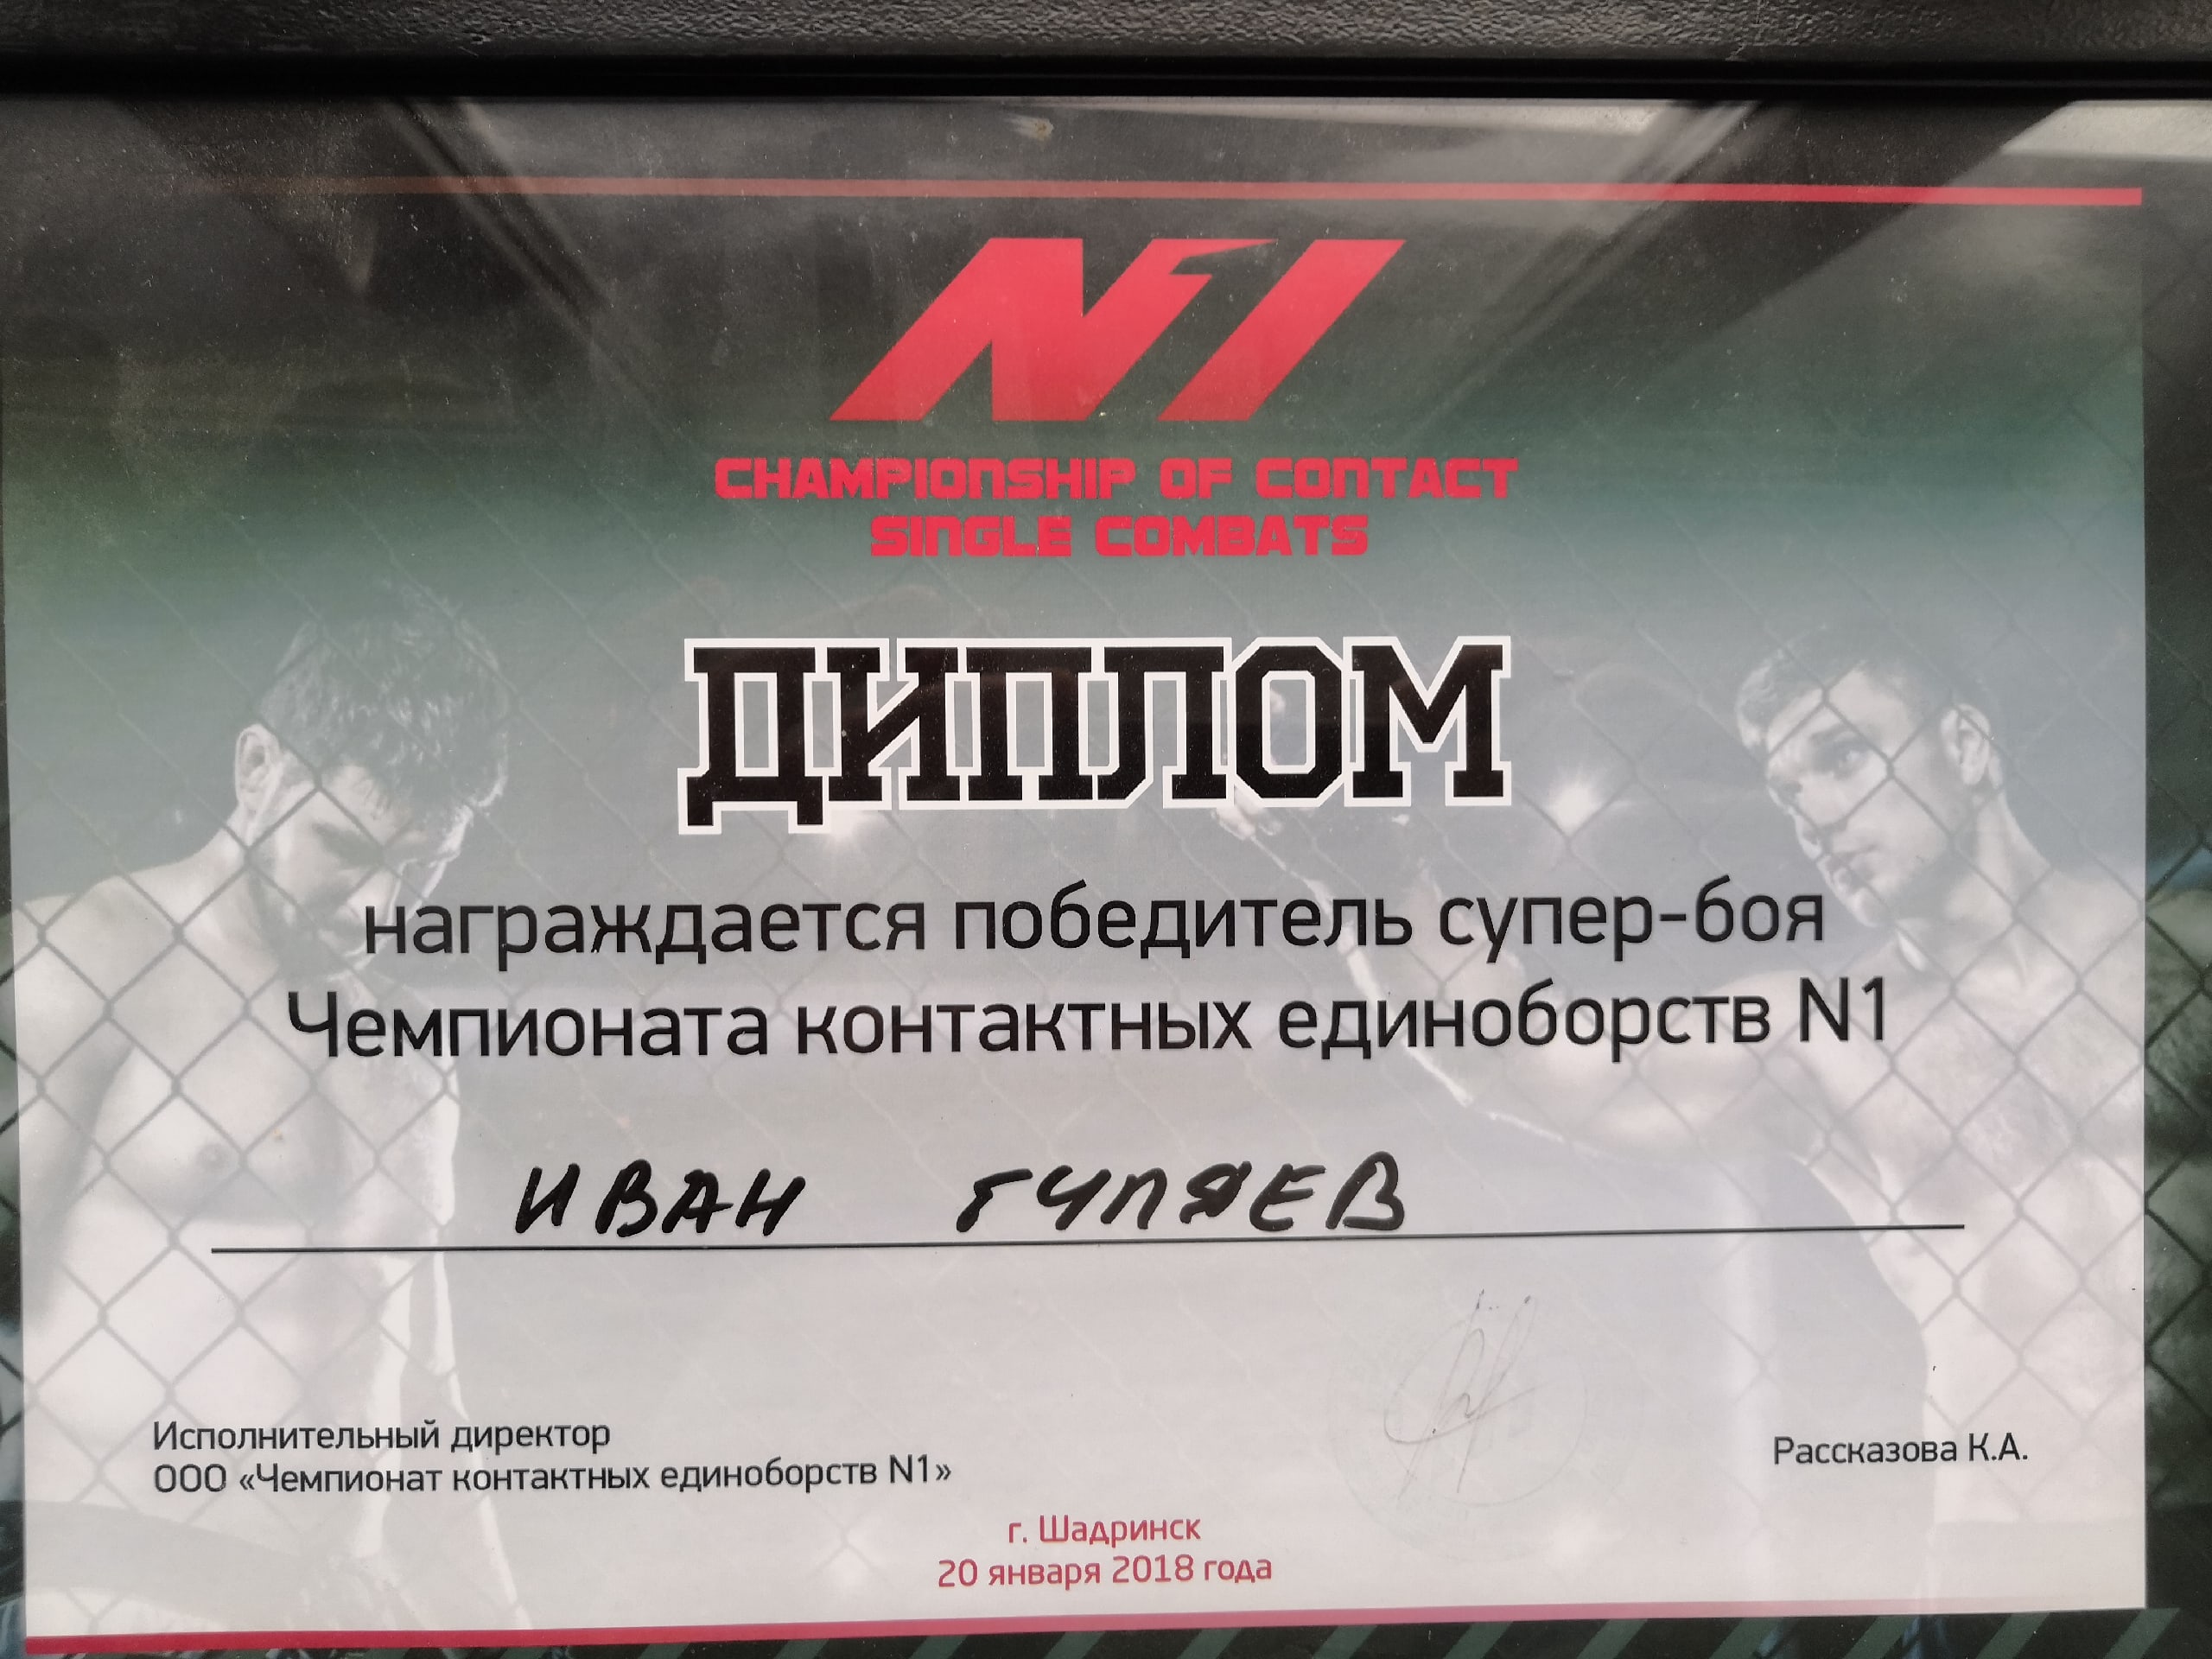 N1
CHAMPIONSHIP OF CONTACT
SINGLE COMBATS
ДИПЛОМ
награждается победитель супер-боя
Чемпионата контактных единоборств N1
ИВАН ГУПЯЕВ
Исполнительный директор
ООО «Чемпионат контактных единоборств N1»
Рассказова К.А.
г. Шадринск
20 января 2018 года